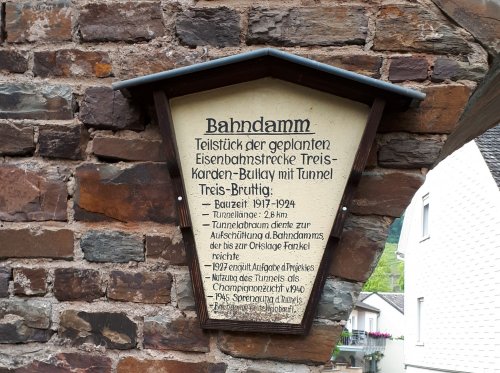 Bahndamm
Teilstück der geplanten
Eisenbahnstrecke Treis-
Karden-Bullay mit Tunnel
Treis-Bruttig:
- Bauzeit 1917-1924
- Tunnellänge: 2,8 km
- Tunnelabraum diente zur
Aufschüttung d. Bahndamms,
der bis zur Ortslage Fankel
reichte
- 1927 engült. Aufgabe d. Projektes
- Nutzung des Tunnels als
Champignonzucht v. 1940
- 1945 Sprengung d. Tunnels